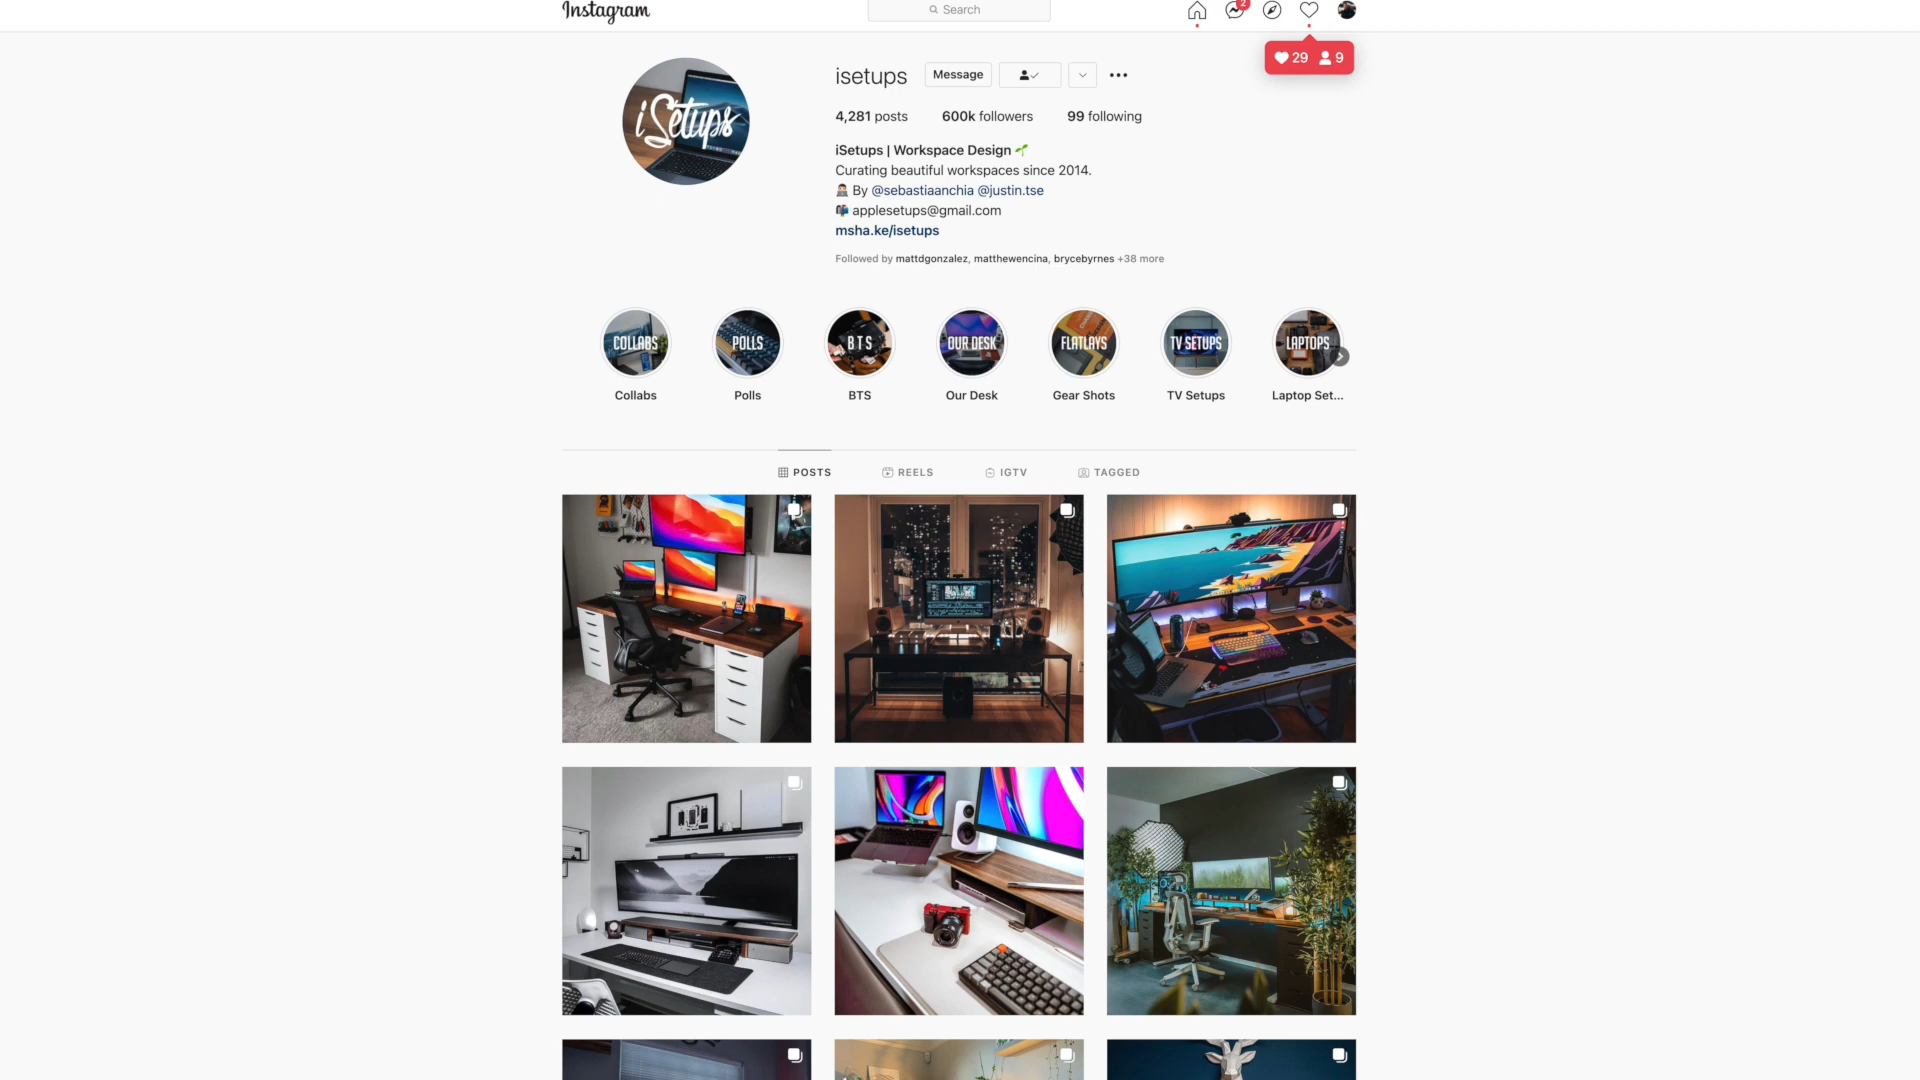 Instagram
Search
2
29 9
isetups
Message
4,281 posts 600k followers 99 following
iSetups | Workspace Design
Curating beautiful workspaces since 2014.
By @sebastiaanchia @justin.tse
applesetups@gmail.com
msha.ke/isetups
Followed by mattdgonzalez, matthewencina, brycebyrnes +38 more
iSetups
COLLABS POLLS BTS OUR DESK FLATLAYS TV SETUPS LAPTOPS
Collabs Polls BTS Our Desk Gear Shots TV Setups Laptop Set...
POSTS REELS IGTV TAGGED